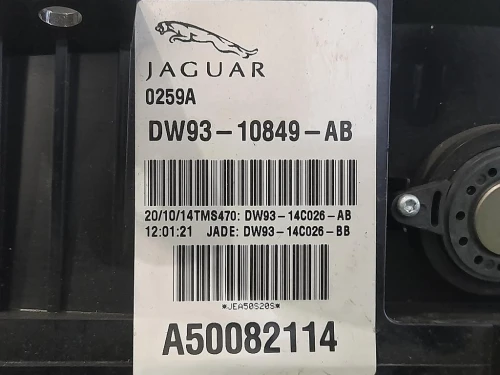 JAGUAR
0259A
DW93-10849-AB
20/10/14TMS470: DW93-14C026-AB
12:01:21 JADE: DW93-14C026-BB
*JEA50S20S*
A50082114